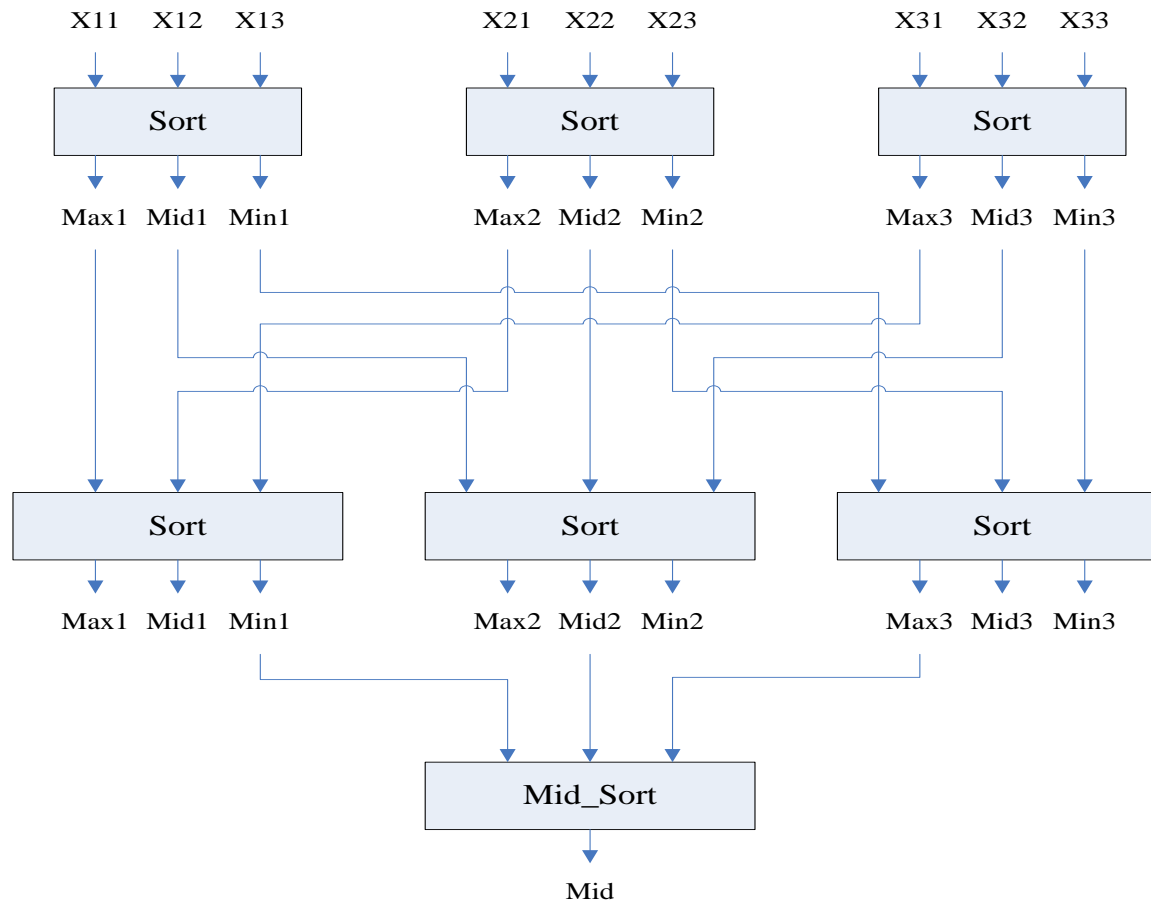 X11 X12 X13 X21 X22 X23 X31 X32 X33
Sort Sort Sort
Max1 Mid1 Min1 Max2 Mid2 Min2 Max3 Mid3 Min3
Sort Sort Sort
Max1 Mid1 Min1 Max2 Mid2 Min2 Max3 Mid3 Min3
Mid_Sort
Mid